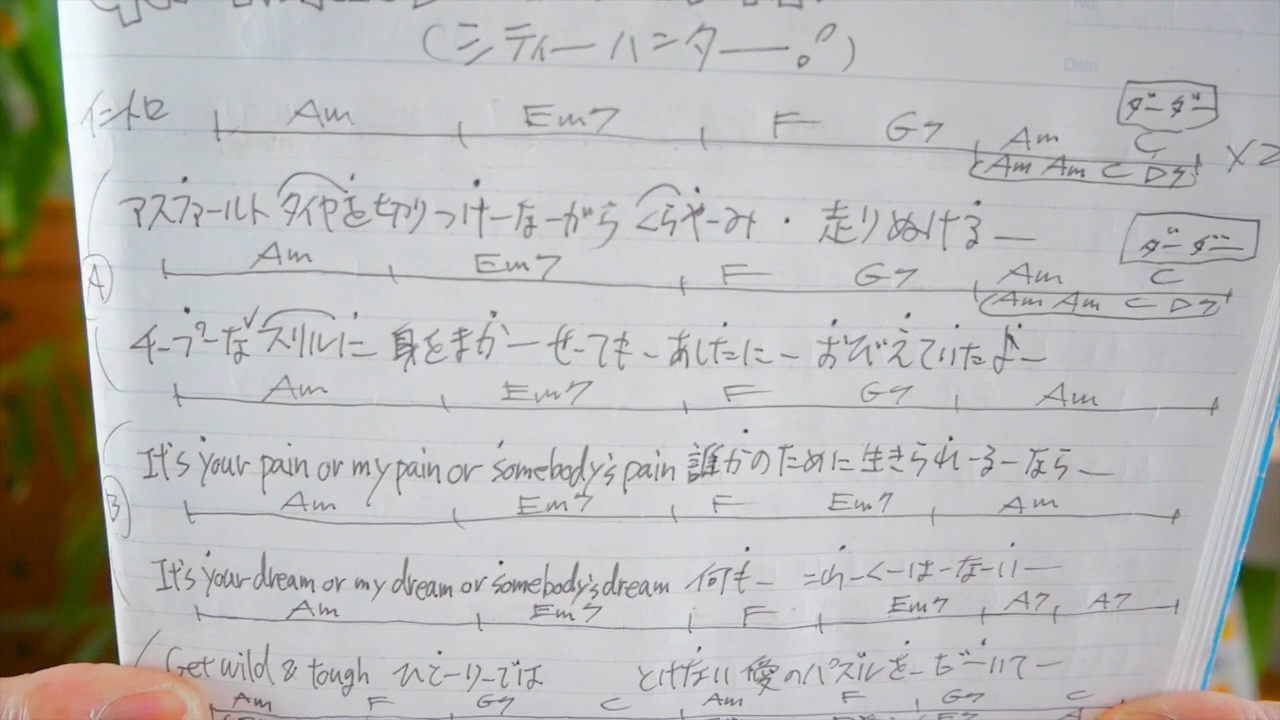 (シティーハンター。○)
イントロ Am Em7 F G7 Am C ダーダー ×2
Am Am C D7
アスファールト タイヤを切りつけーなーがら くらやーみ・走りぬける ー
Ⓐ Am Em7 F G7 Am C ダーダー
Am Am C D7
チープな スリルに 身をまかーせーてもーあしたにーおびえていたよー
Am Em7 F G7 Am
It's your pain or my pain or somebody's pain 誰かのために生きられーるーならー
Ⓑ Am Em7 F Em7 Am
It's your dream or my dream or somebody's dream 何もー こわーくーはーなーいー
Am Em7 F Em7 A7 A7
Get wild & tough ひとーりーでは とけない愛のパズルをーだーいてー
Am F G7 C Am F G7 C